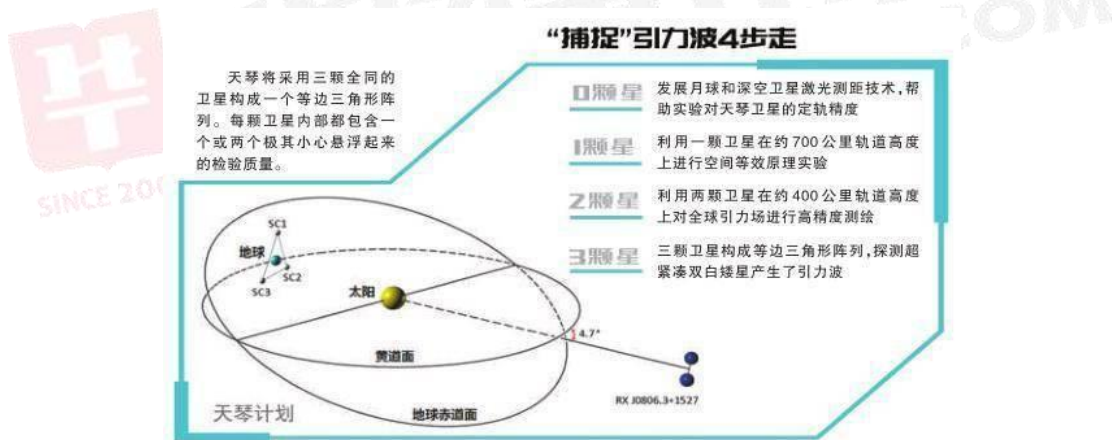 “捕捉”引力波4步走
天琴将采用三颗全同的
卫星构成一个等边三角形阵
列。每颗卫星内部都包含一
个或两个极其小心悬浮起来
的检验质量。
0颗星
发展月球和深空卫星激光测距技术,帮
助实验对天琴卫星的定轨精度
1颗星
利用一颗卫星在约700公里轨道高度
上进行空间等效原理实验
2颗星
利用两颗卫星在约400公里轨道高度
上对全球引力场进行高精度测绘
3颗星
三颗卫星构成等边三角形阵列,探测超
紧凑双白矮星产生了引力波
SINCE 200
SC1
地球
SC2
SC3
太阳
4.7°
黄道面
RX J0806.3+1527
天琴计划
地球赤道面